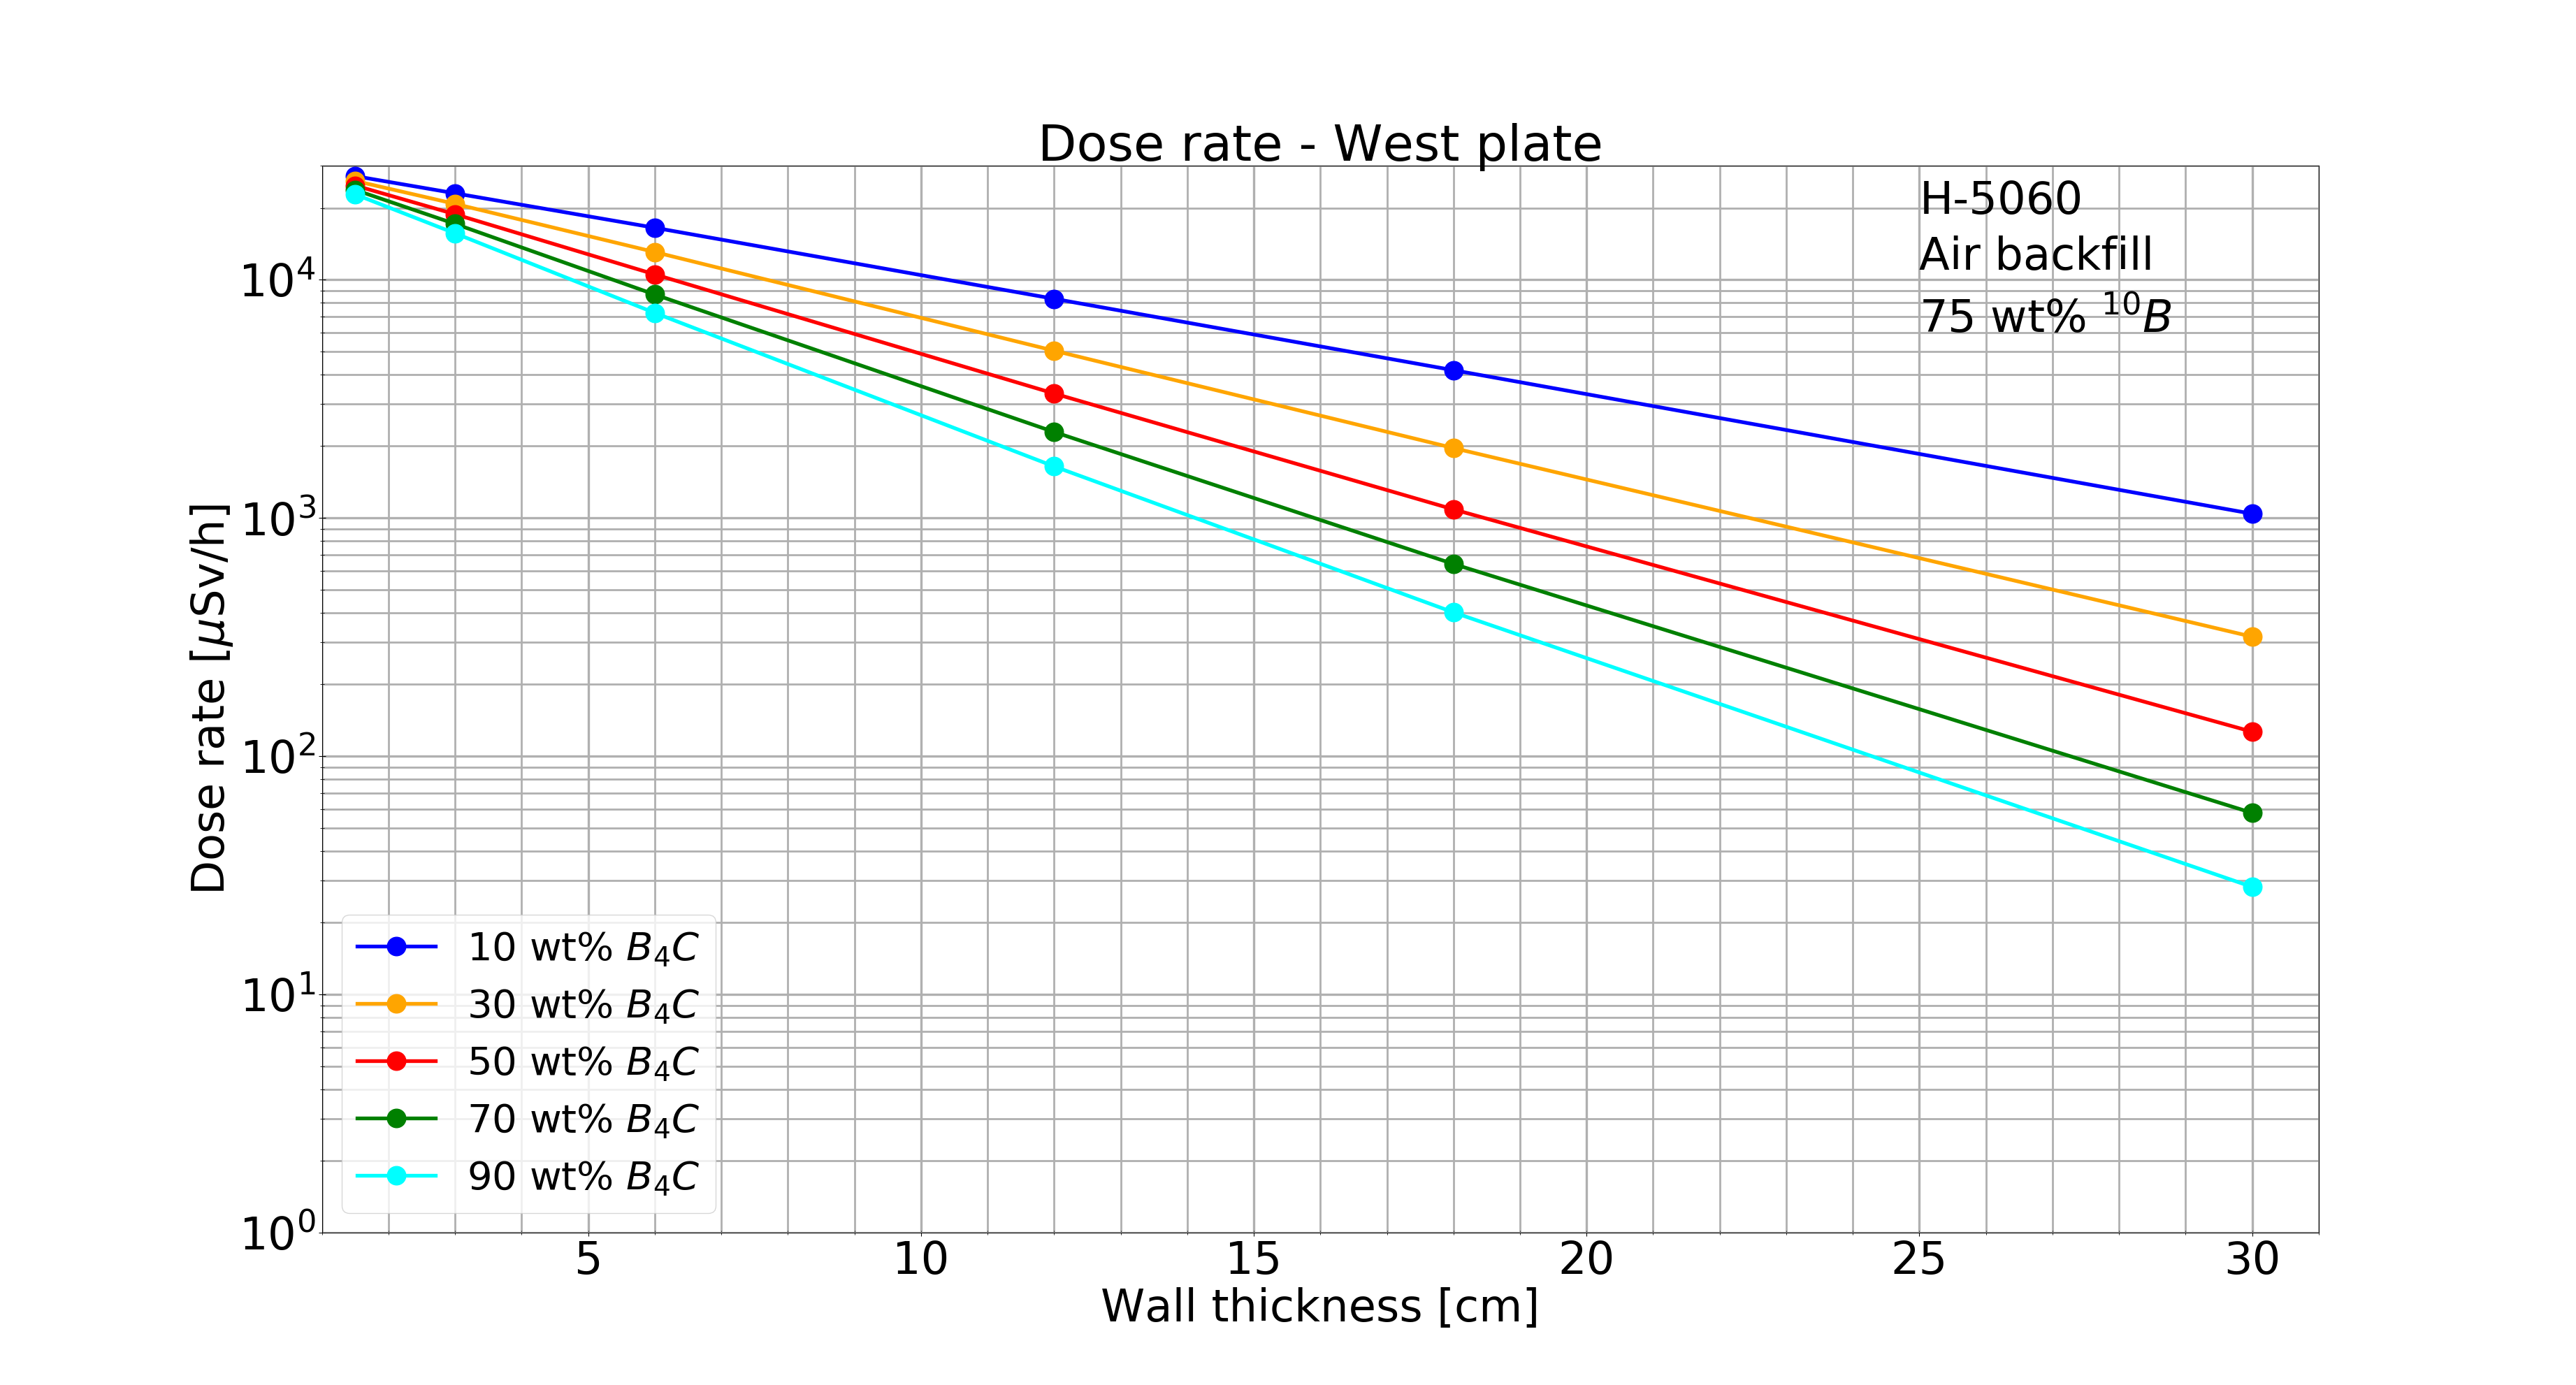 Dose rate - West plate
H-5060
Air backfill
75 wt% ¹⁰B
Dose rate [μSv/h]
10⁴
10³
10²
10¹
10⁰
10 wt% B₄C
30 wt% B₄C
50 wt% B₄C
70 wt% B₄C
90 wt% B₄C
5 10 15 20 25 30
Wall thickness [cm]